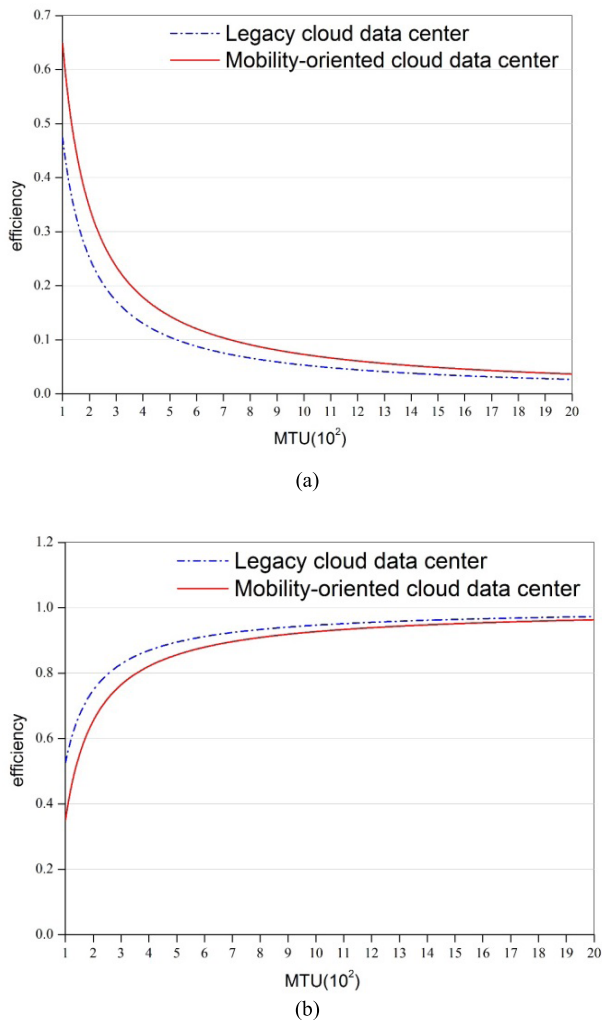 0.7
0.6
0.5
0.4
0.3
0.2
0.1
0.0
efficiency
Legacy cloud data center
Mobility-oriented cloud data center
1 2 3 4 5 6 7 8 9 10 11 12 13 14 15 16 17 18 19 20
MTU(10²)
(a)
1.2
1.0
0.8
0.6
0.4
0.2
0.0
efficiency
Legacy cloud data center
Mobility-oriented cloud data center
1 2 3 4 5 6 7 8 9 10 11 12 13 14 15 16 17 18 19 20
MTU(10²)
(b)